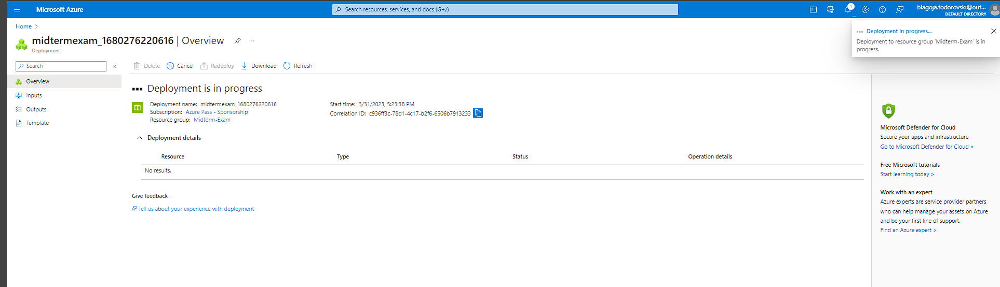 Microsoft Azure
Search resources, services, and docs (G+/)
1
blagoja.todorovski@out...
DEFAULT DIRECTORY
Home >
Deployment in progress...
Deployment to resource group 'Midterm-Exam' is in
progress.
midtermexam_1680276220616 | Overview
Deployment
Search
«
Delete
Cancel
Redeploy
Download
Refresh
Overview
Inputs
Outputs
Template
Deployment is in progress
Deployment name: midtermexam_1680276220616
Subscription: Azure Pass - Sponsorship
Resource group: Midterm-Exam
Start time: 3/31/2023, 5:23:38 PM
Correlation ID: c936ff3c-78d1-4c17-b2f6-6506b7913233
Deployment details
Resource Type Status Operation details
No results.
Give feedback
Tell us about your experience with deployment
Microsoft Defender for Cloud
Secure your apps and infrastructure
Go to Microsoft Defender for Cloud >
Free Microsoft tutorials
Start learning today >
Work with an expert
Azure experts are service provider partners
who can help manage your assets on Azure
and be your first line of support.
Find an Azure expert >